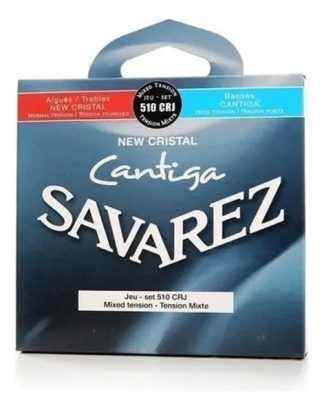 Aiguës / Trebles
NEW CRISTAL
NORMAL TENSION / TENSION STANDARD
MIXED TENSION
JEU - SET
510 CRJ
TENSION MIXTE
Basses
CANTIGA
HIGH TENSION / TENSION FORTE
NEW CRISTAL
Cantiga
SAVAREZ
Jeu - set 510 CRJ
Mixed tension - Tension Mixte